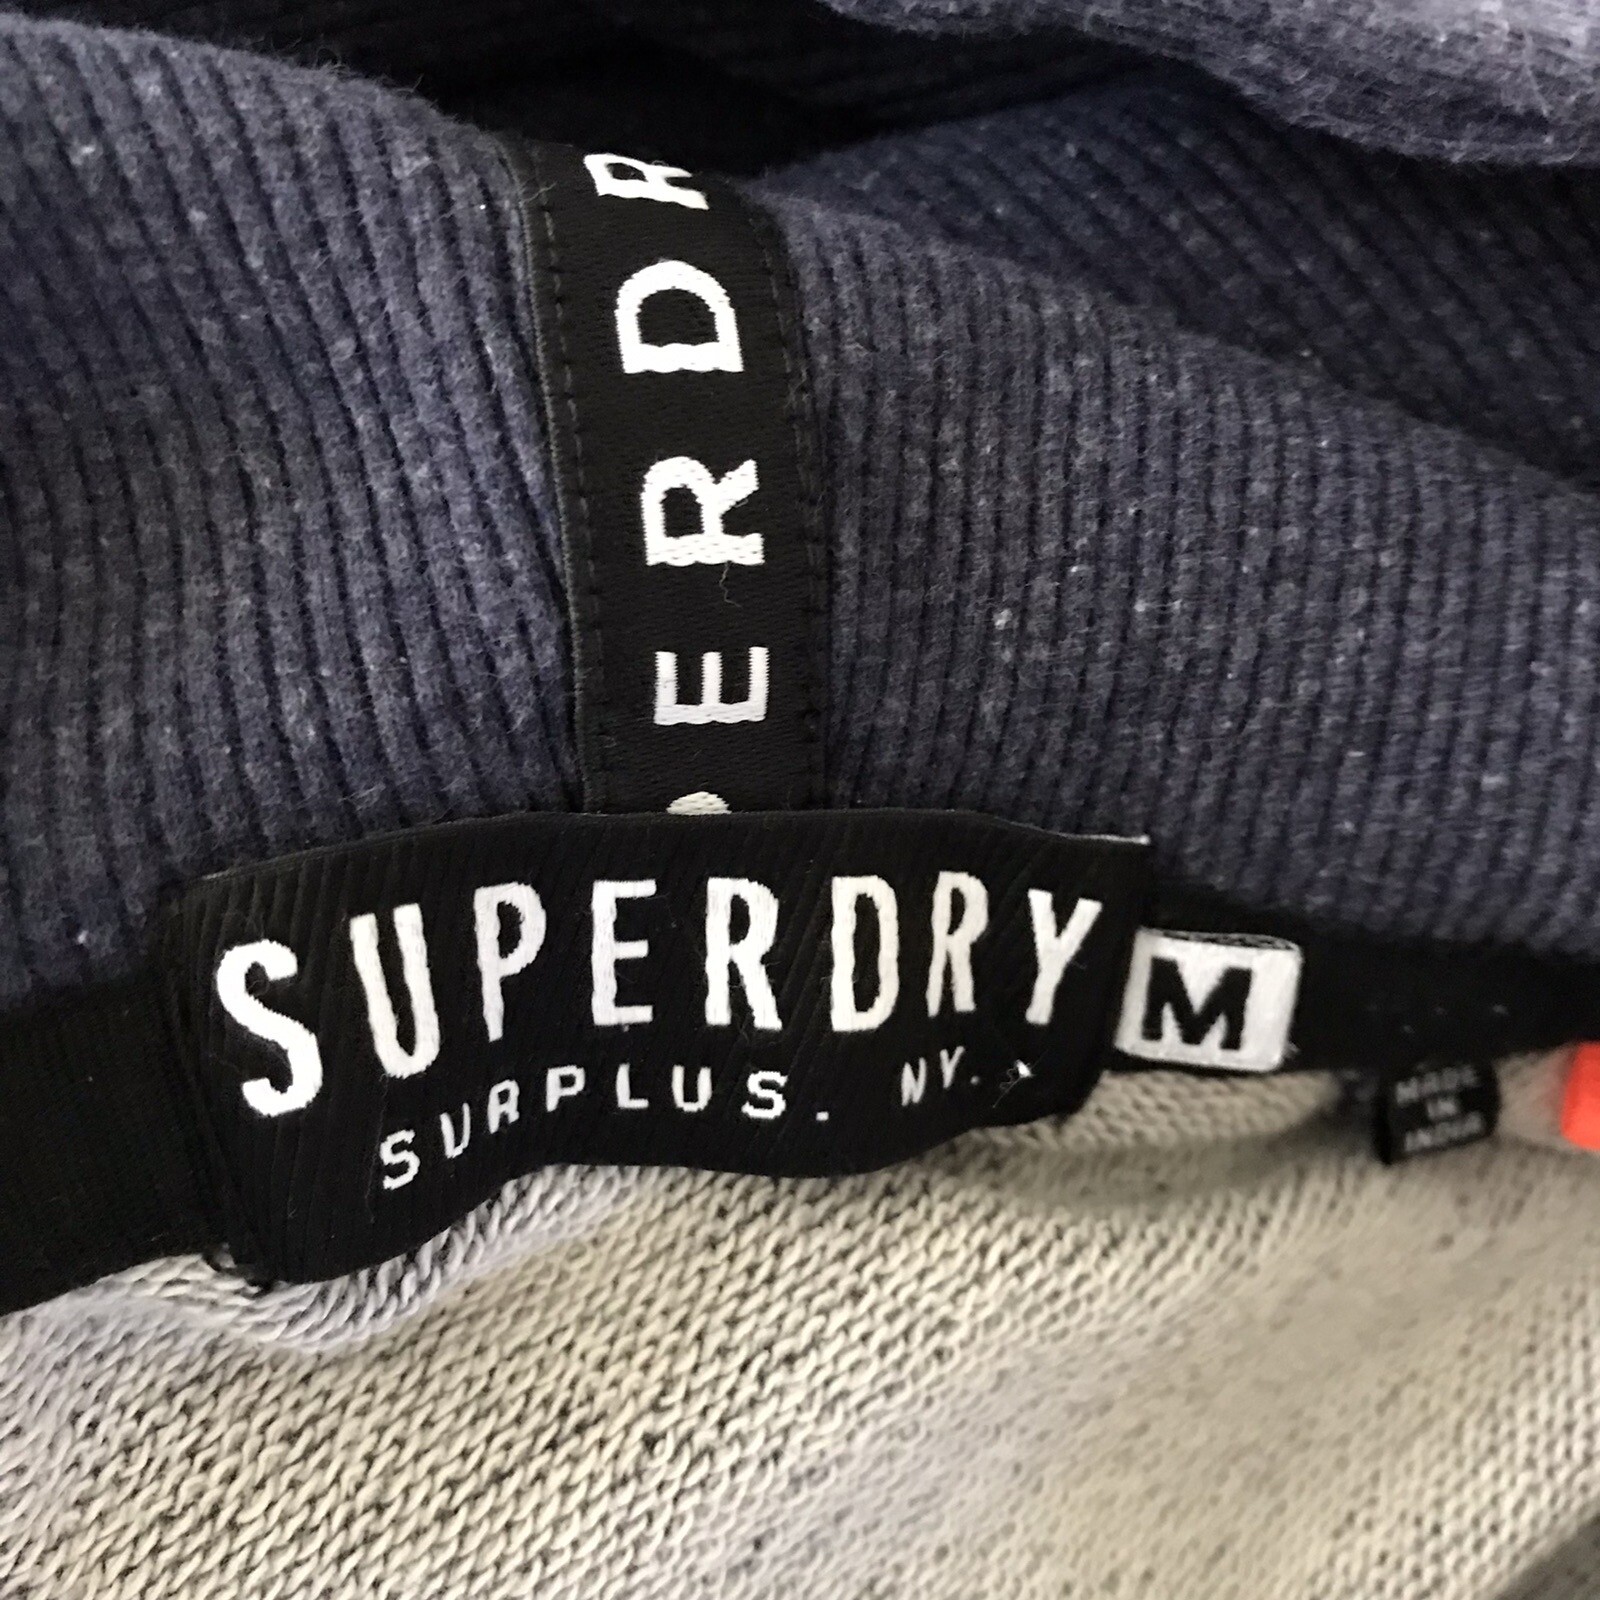 ERDR
SUPERDRY
SURPLUS. NY.
M
MADE
IN
INDIA